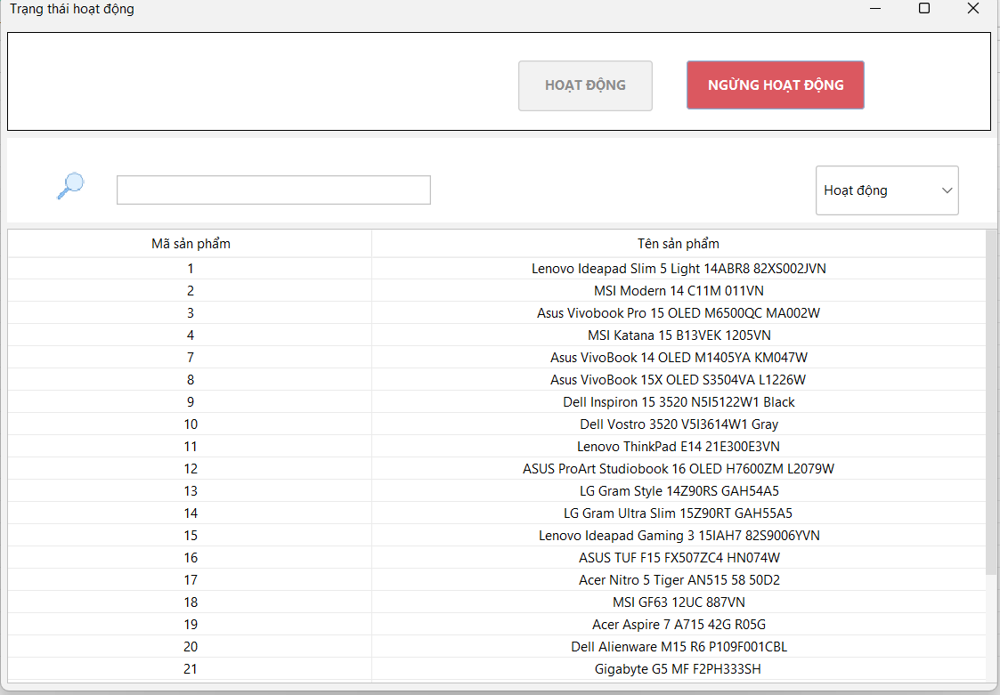 Trạng thái hoạt động
HOẠT ĐỘNG NGỪNG HOẠT ĐỘNG
Hoạt động
Mã sản phẩm Tên sản phẩm
1 Lenovo Ideapad Slim 5 Light 14ABR8 82XS002JVN
2 MSI Modern 14 C11M 011VN
3 Asus Vivobook Pro 15 OLED M6500QC MA002W
4 MSI Katana 15 B13VEK 1205VN
7 Asus VivoBook 14 OLED M1405YA KM047W
8 Asus VivoBook 15X OLED S3504VA L1226W
9 Dell Inspiron 15 3520 N5I5122W1 Black
10 Dell Vostro 3520 V5I3614W1 Gray
11 Lenovo ThinkPad E14 21E300E3VN
12 ASUS ProArt Studiobook 16 OLED H7600ZM L2079W
13 LG Gram Style 14Z90RS GAH54A5
14 LG Gram Ultra Slim 15Z90RT GAH55A5
15 Lenovo Ideapad Gaming 3 15IAH7 82S9006YVN
16 ASUS TUF F15 FX507ZC4 HN074W
17 Acer Nitro 5 Tiger AN515 58 50D2
18 MSI GF63 12UC 887VN
19 Acer Aspire 7 A715 42G R05G
20 Dell Alienware M15 R6 P109F001CBL
21 Gigabyte G5 MF F2PH333SH